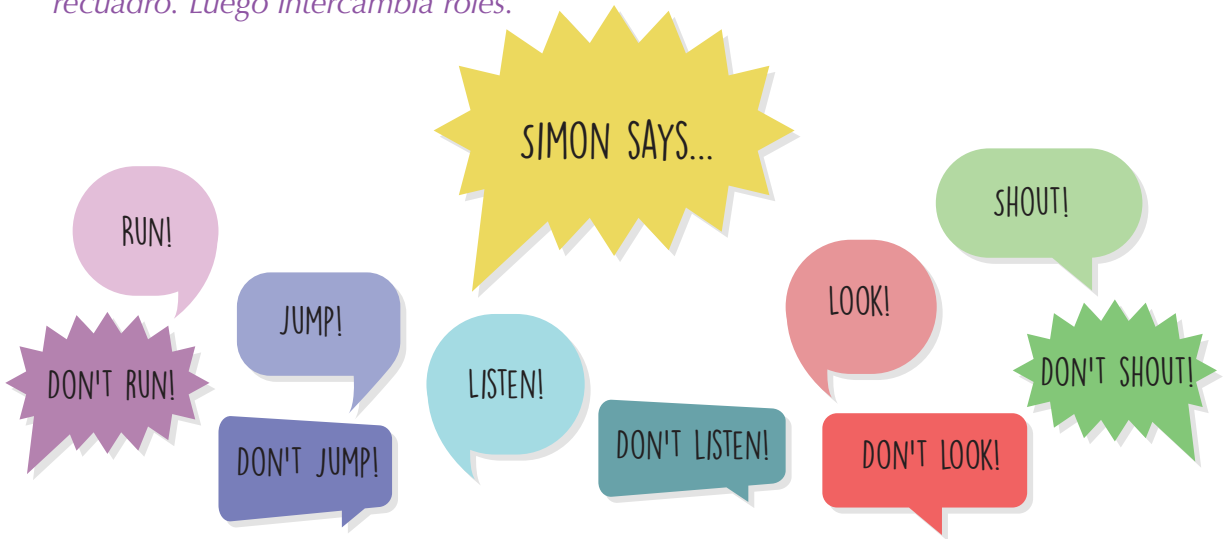 recuadro. Luego intercambia roles.
SIMON SAYS...
RUN!
SHOUT!
JUMP!
LOOK!
DON'T RUN!
LISTEN!
DON'T SHOUT!
DON'T JUMP!
DON'T LISTEN!
DON'T LOOK!